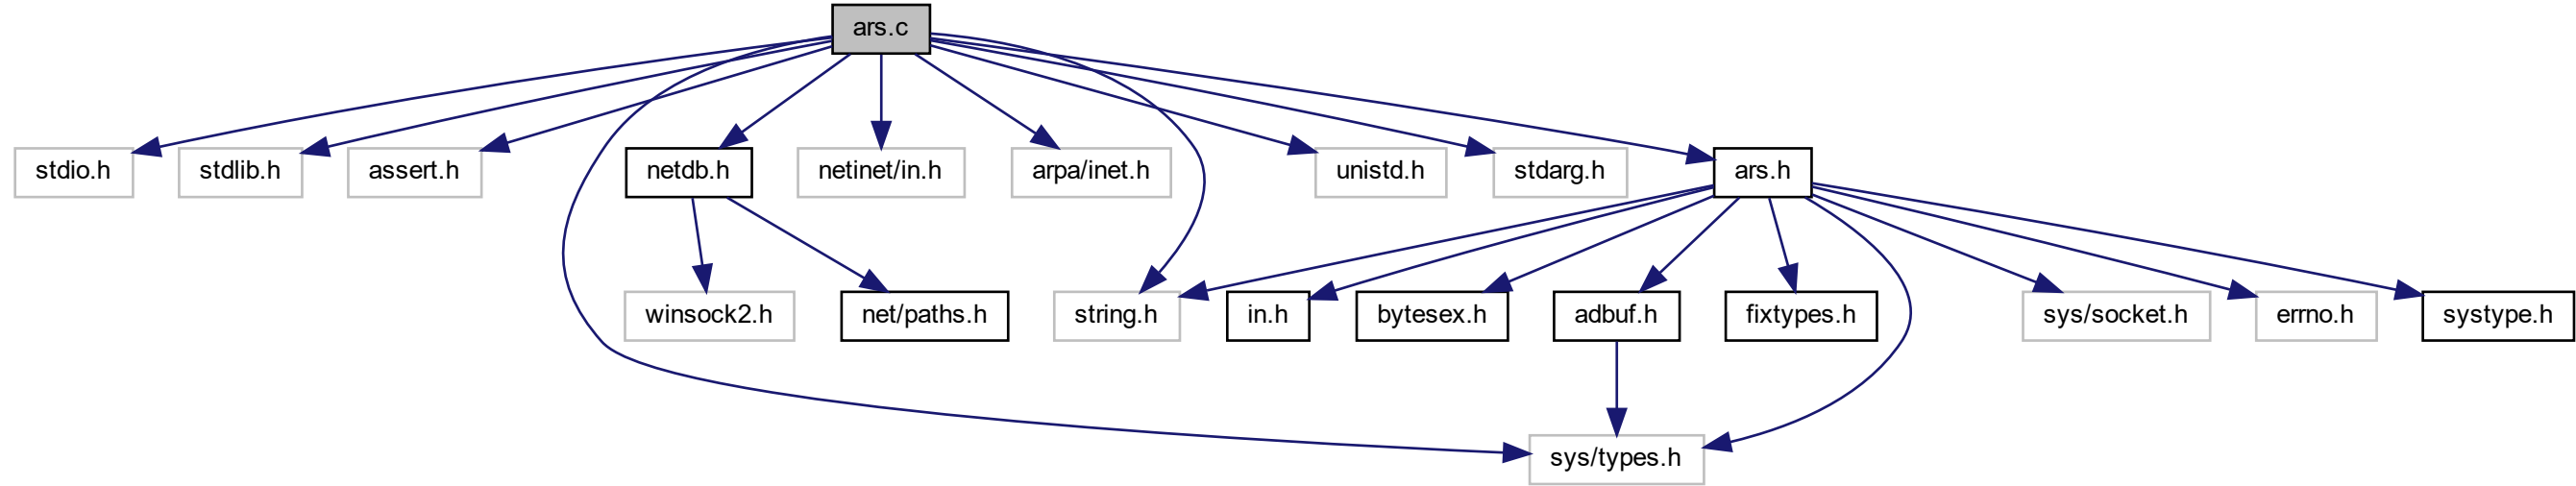 ars.c
stdio.h
stdlib.h
assert.h
netdb.h
netinet/in.h
arpa/inet.h
unistd.h
stdarg.h
ars.h
winsock2.h
net/paths.h
string.h
in.h
bytesex.h
adbuf.h
fixtypes.h
sys/socket.h
errno.h
systype.h
sys/types.h